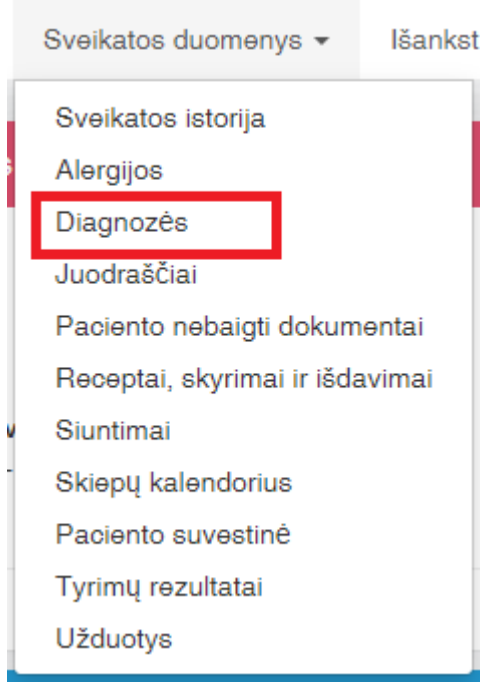 Sveikatos duomenys Išankst
Sveikatos istorija
Alergijos
Diagnozės
Juodraščiai
Paciento nebaigti dokumentai
Receptai, skyrimai ir išdavimai
Siuntimai
Skiepų kalendorius
Paciento suvestinė
Tyrimų rezultatai
Užduotys